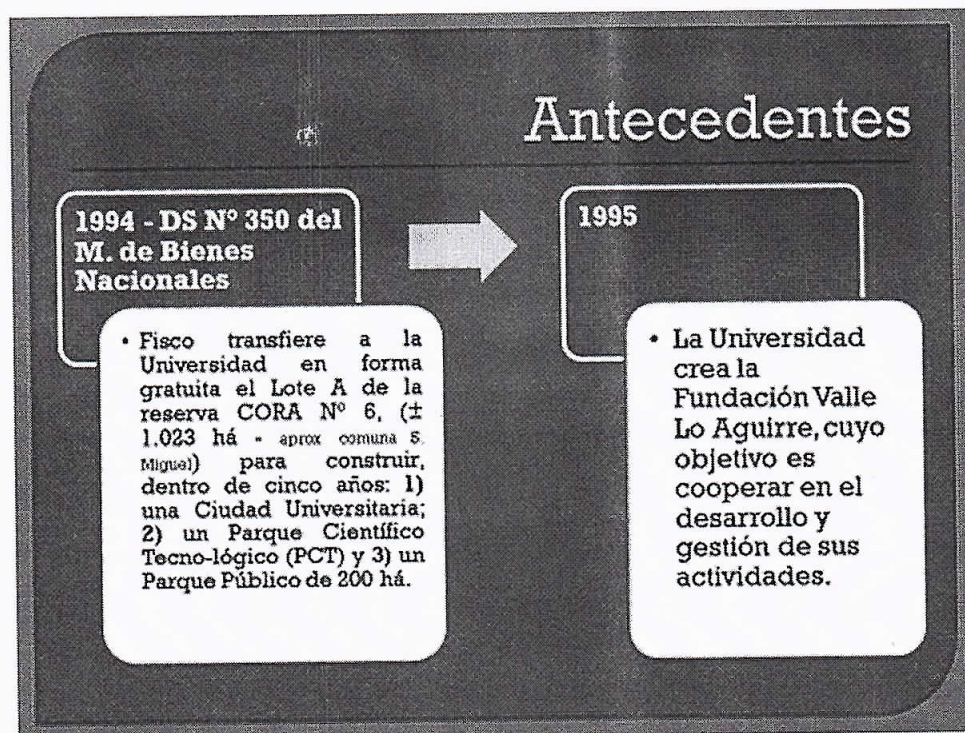 Antecedentes
1994 - DS Nº 350 del
M. de Bienes
Nacionales
• Fisco transfiere a la
Universidad en forma
gratuita el Lote A de la
reserva CORA Nº 6, (±
1.023 há - aprox comuna S.
Miguel) para construir,
dentro de cinco años: 1)
una Ciudad Universitaria;
2) un Parque Científico
Tecno-lógico (PCT) y 3) un
Parque Público de 200 há.
1995
• La Universidad
crea la
Fundación Valle
Lo Aguirre, cuyo
objetivo es
cooperar en el
desarrollo y
gestión de sus
actividades.